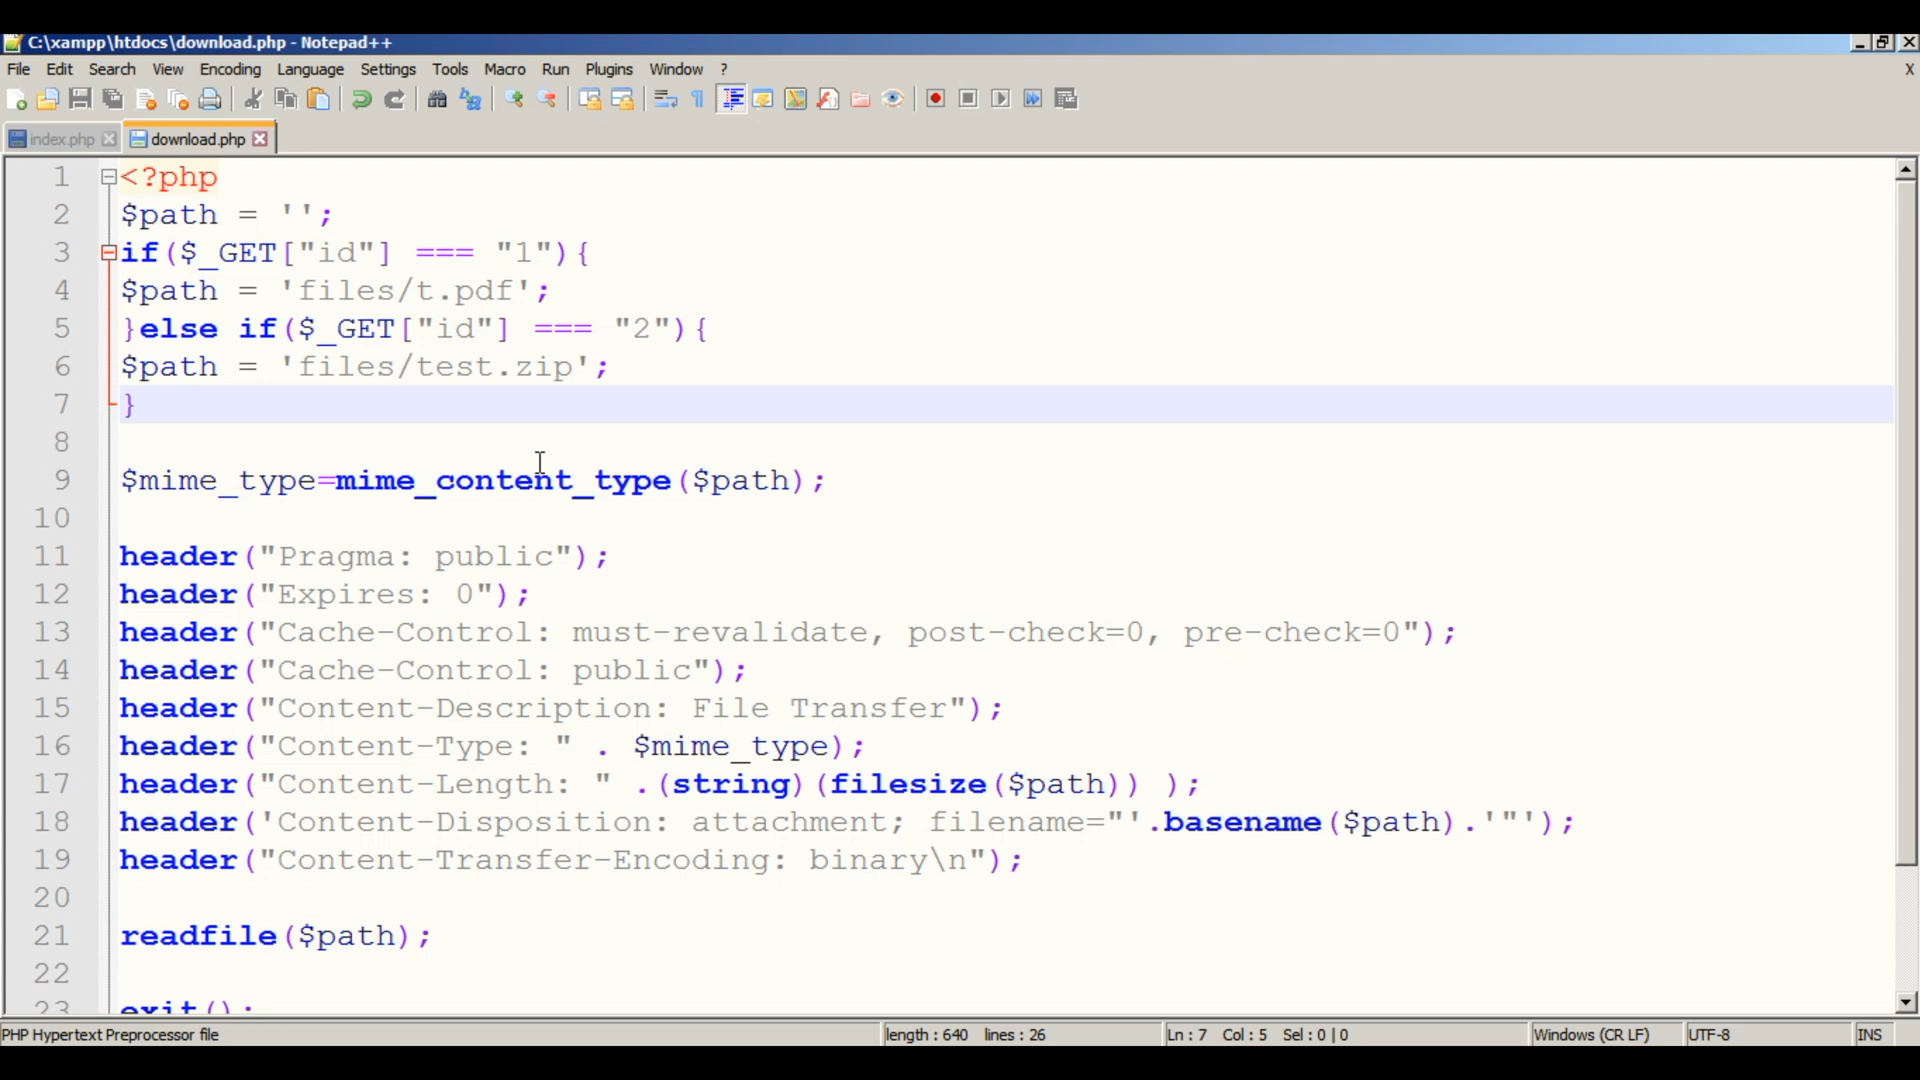 C:\xampp\htdocs\download.php - Notepad++
File Edit Search View Encoding Language Settings Tools Macro Run Plugins Window ? X
index.php download.php
1 <?php
2 $path = '';
3 if($_GET["id"] === "1"){
4 $path = 'files/t.pdf';
5 }else if($_GET["id"] === "2"){
6 $path = 'files/test.zip';
7 }
8
9 $mime_type=mime_content_type($path);
10
11 header("Pragma: public");
12 header("Expires: 0");
13 header("Cache-Control: must-revalidate, post-check=0, pre-check=0");
14 header("Cache-Control: public");
15 header("Content-Description: File Transfer");
16 header("Content-Type: " . $mime_type);
17 header("Content-Length: " .(string)(filesize($path)) );
18 header('Content-Disposition: attachment; filename="'.basename($path).'"');
19 header("Content-Transfer-Encoding: binary\n");
20
21 readfile($path);
22
23 exit();
PHP Hypertext Preprocessor file length : 640 lines : 26 Ln : 7 Col : 5 Sel : 0 | 0 Windows (CR LF) UTF-8 INS